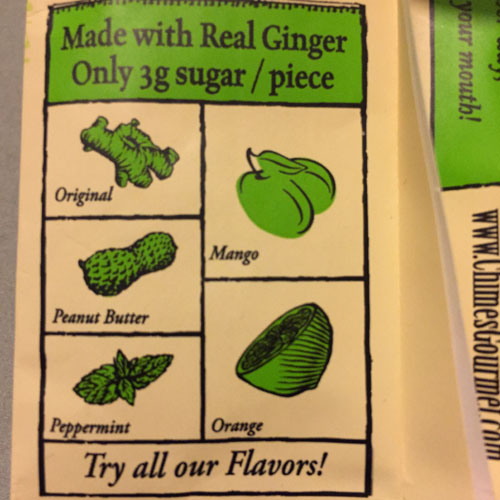 Made with Real Ginger
Only 3g sugar / piece
Original
Mango
Peanut Butter
Peppermint
Orange
Try all our Flavors!
your mouth!
www.ChimesGourmet.com